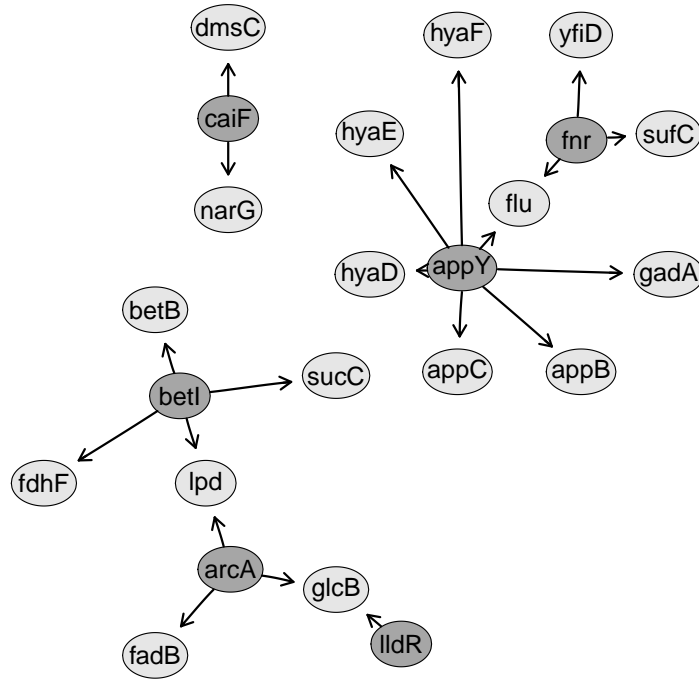 dmsC
hyaF
yfiD
caiF
hyaE
fnr
sufC
narG
flu
hyaD
appY
gadA
betB
sucC
appC
appB
betI
fdhF
lpd
arcA
glcB
fadB
lldR